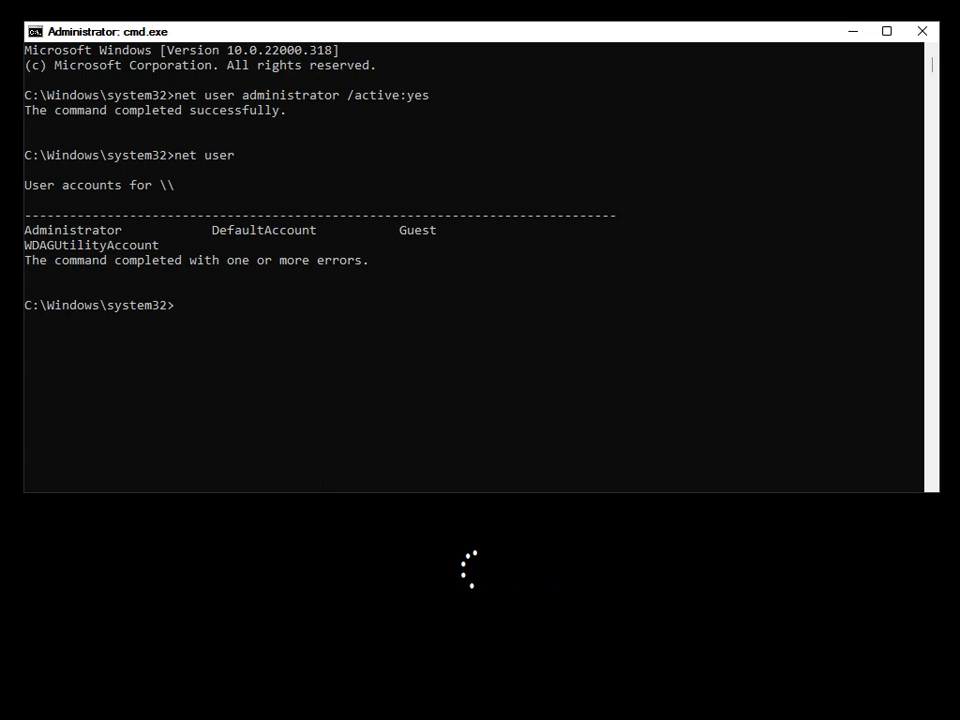 Administrator: cmd.exe
Microsoft Windows [Version 10.0.22000.318]
(c) Microsoft Corporation. All rights reserved.
C:\Windows\system32>net user administrator /active:yes
The command completed successfully.
C:\Windows\system32>net user
User accounts for \\
-------------------------------------------------------------------------------
Administrator            DefaultAccount           Guest
WDAGUtilityAccount
The command completed with one or more errors.
C:\Windows\system32>